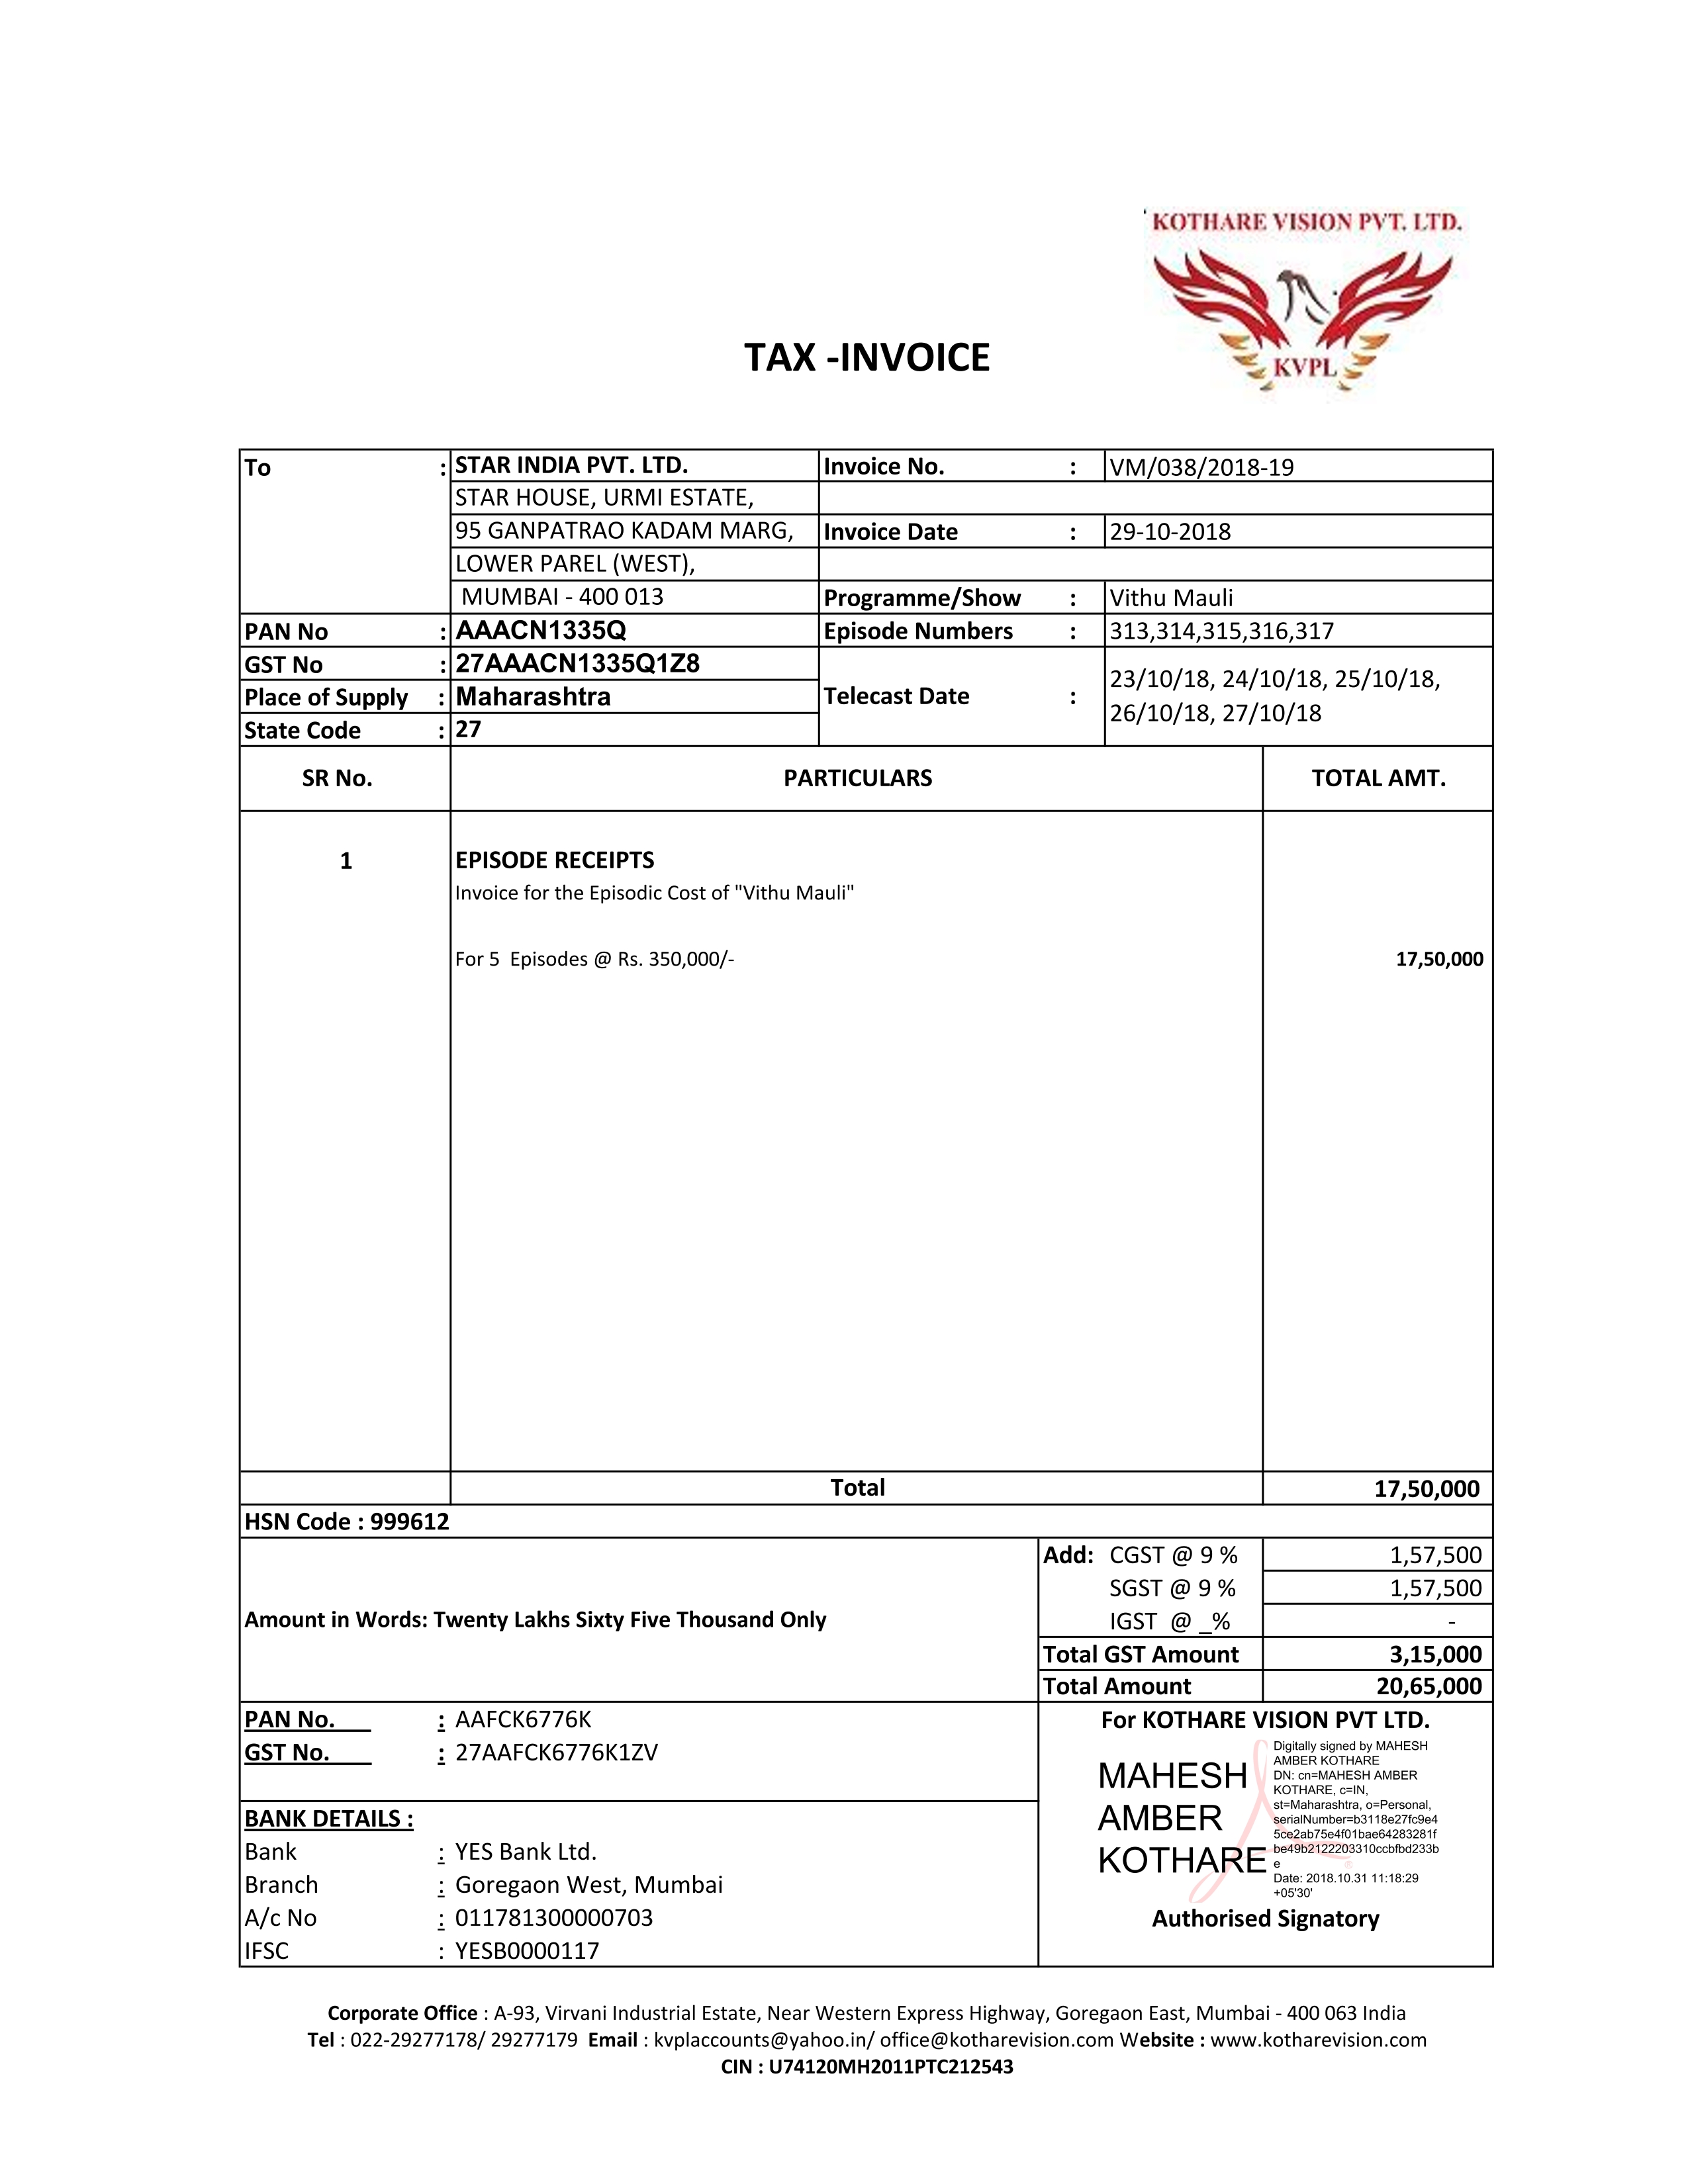 KOTHARE VISION PVT. LTD.
KVPL
TAX -INVOICE
To : STAR INDIA PVT. LTD. Invoice No. : VM/038/2018-19
STAR HOUSE, URMI ESTATE,
95 GANPATRAO KADAM MARG, Invoice Date : 29-10-2018
LOWER PAREL (WEST),
MUMBAI - 400 013 Programme/Show : Vithu Mauli
PAN No : AAACN1335Q Episode Numbers : 313,314,315,316,317
GST No : 27AAACN1335Q1Z8
Place of Supply : Maharashtra Telecast Date : 23/10/18, 24/10/18, 25/10/18,
26/10/18, 27/10/18
State Code : 27
SR No. PARTICULARS TOTAL AMT.
1 EPISODE RECEIPTS
Invoice for the Episodic Cost of "Vithu Mauli"
For 5 Episodes @ Rs. 350,000/- 17,50,000
Total 17,50,000
HSN Code : 999612
Add: CGST @ 9 % 1,57,500
SGST @ 9 % 1,57,500
Amount in Words: Twenty Lakhs Sixty Five Thousand Only
IGST @ _% -
Total GST Amount 3,15,000
Total Amount 20,65,000
PAN No. : AAFCK6776K
GST No. : 27AAFCK6776K1ZV
For KOTHARE VISION PVT LTD.
MAHESH
AMBER
KOTHARE
Digitally signed by MAHESH
AMBER KOTHARE
DN: cn=MAHESH AMBER
KOTHARE, c=IN,
st=Maharashtra, o=Personal,
serialNumber=b3118e27fc9e4
5ce2ab75e4f01bae64283281f
be49b2122203310ccbfbd233b
e
Date: 2018.10.31 11:18:29
+05'30'
Authorised Signatory
BANK DETAILS :
Bank : YES Bank Ltd.
Branch : Goregaon West, Mumbai
A/c No : 011781300000703
IFSC : YESB0000117
Corporate Office : A-93, Virvani Industrial Estate, Near Western Express Highway, Goregaon East, Mumbai - 400 063 India
Tel : 022-29277178/ 29277179 Email : kvplaccounts@yahoo.in/ office@kotharevision.com Website : www.kotharevision.com
CIN : U74120MH2011PTC212543